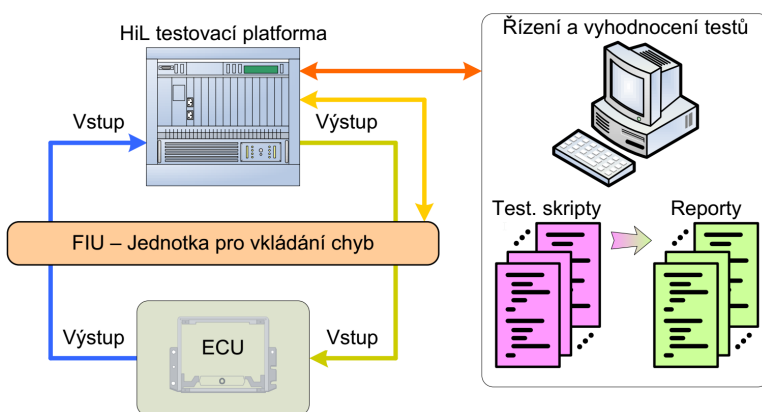 HiL testovací platforma
Řízení a vyhodnocení testů
Vstup
Výstup
FIU – Jednotka pro vkládání chyb
Test. skripty
Reporty
Výstup
ECU
Vstup